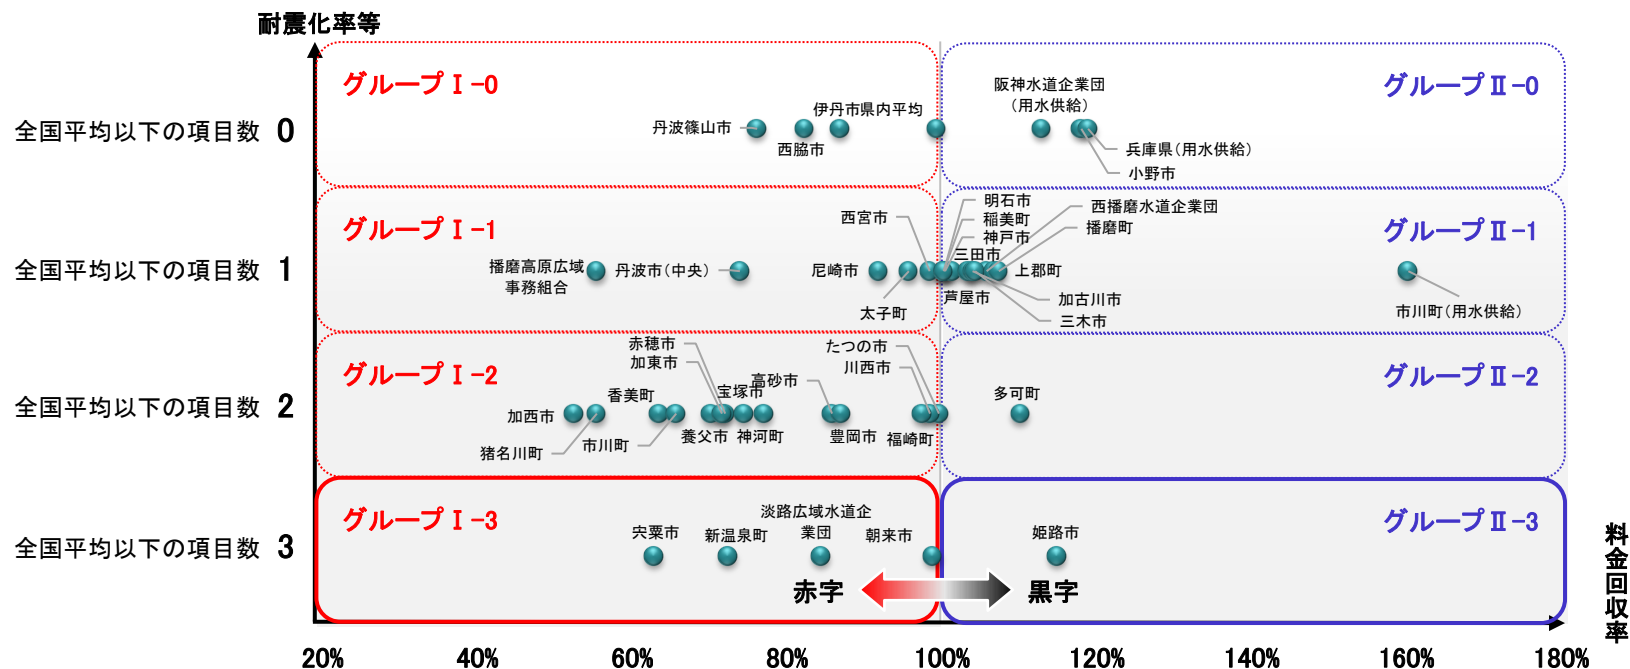 耐震化率等
グループⅠ-0
グループⅡ-0
全国平均以下の項目数 0
丹波篠山市
西脇市
伊丹市
県内平均
阪神水道企業団
(用水供給)
兵庫県(用水供給)
小野市
グループⅠ-1
グループⅡ-1
全国平均以下の項目数 1
播磨高原広域
事務組合
丹波市(中央)
尼崎市
太子町
西宮市
明石市
稲美町
神戸市
三田市
芦屋市
西播磨水道企業団
播磨町
上郡町
加古川市
三木市
市川町(用水供給)
グループⅠ-2
グループⅡ-2
全国平均以下の項目数 2
加西市
猪名川町
香美町
市川町
赤穂市
加東市
養父市
宝塚市
神河町
高砂市
豊岡市
たつの市
川西市
福崎町
多可町
グループⅠ-3
グループⅡ-3
全国平均以下の項目数 3
宍粟市
新温泉町
淡路広域水道企
業団
朝来市
姫路市
赤字
黒字
料金回収率
20% 40% 60% 80% 100% 120% 140% 160% 180%